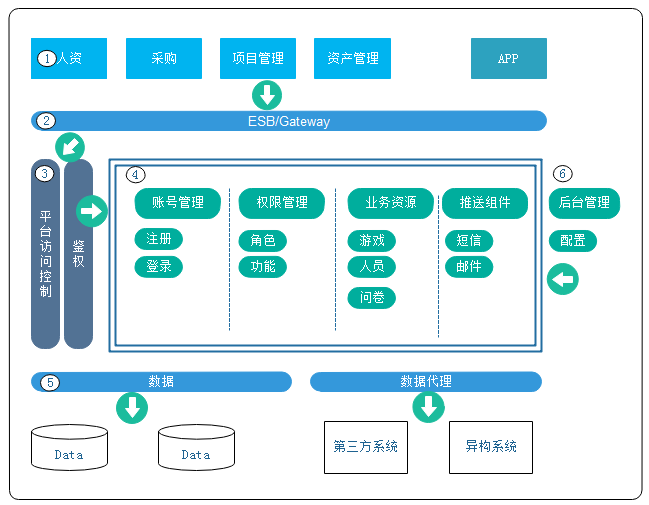 ① 人资
采购
项目管理
资产管理
APP
② ESB/Gateway
③ 平台访问控制
鉴权
④
账号管理
注册
登录
权限管理
角色
功能
业务资源
游戏
人员
问卷
推送组件
短信
邮件
⑥
后台管理
配置
⑤ 数据
数据代理
Data
Data
第三方系统
异构系统